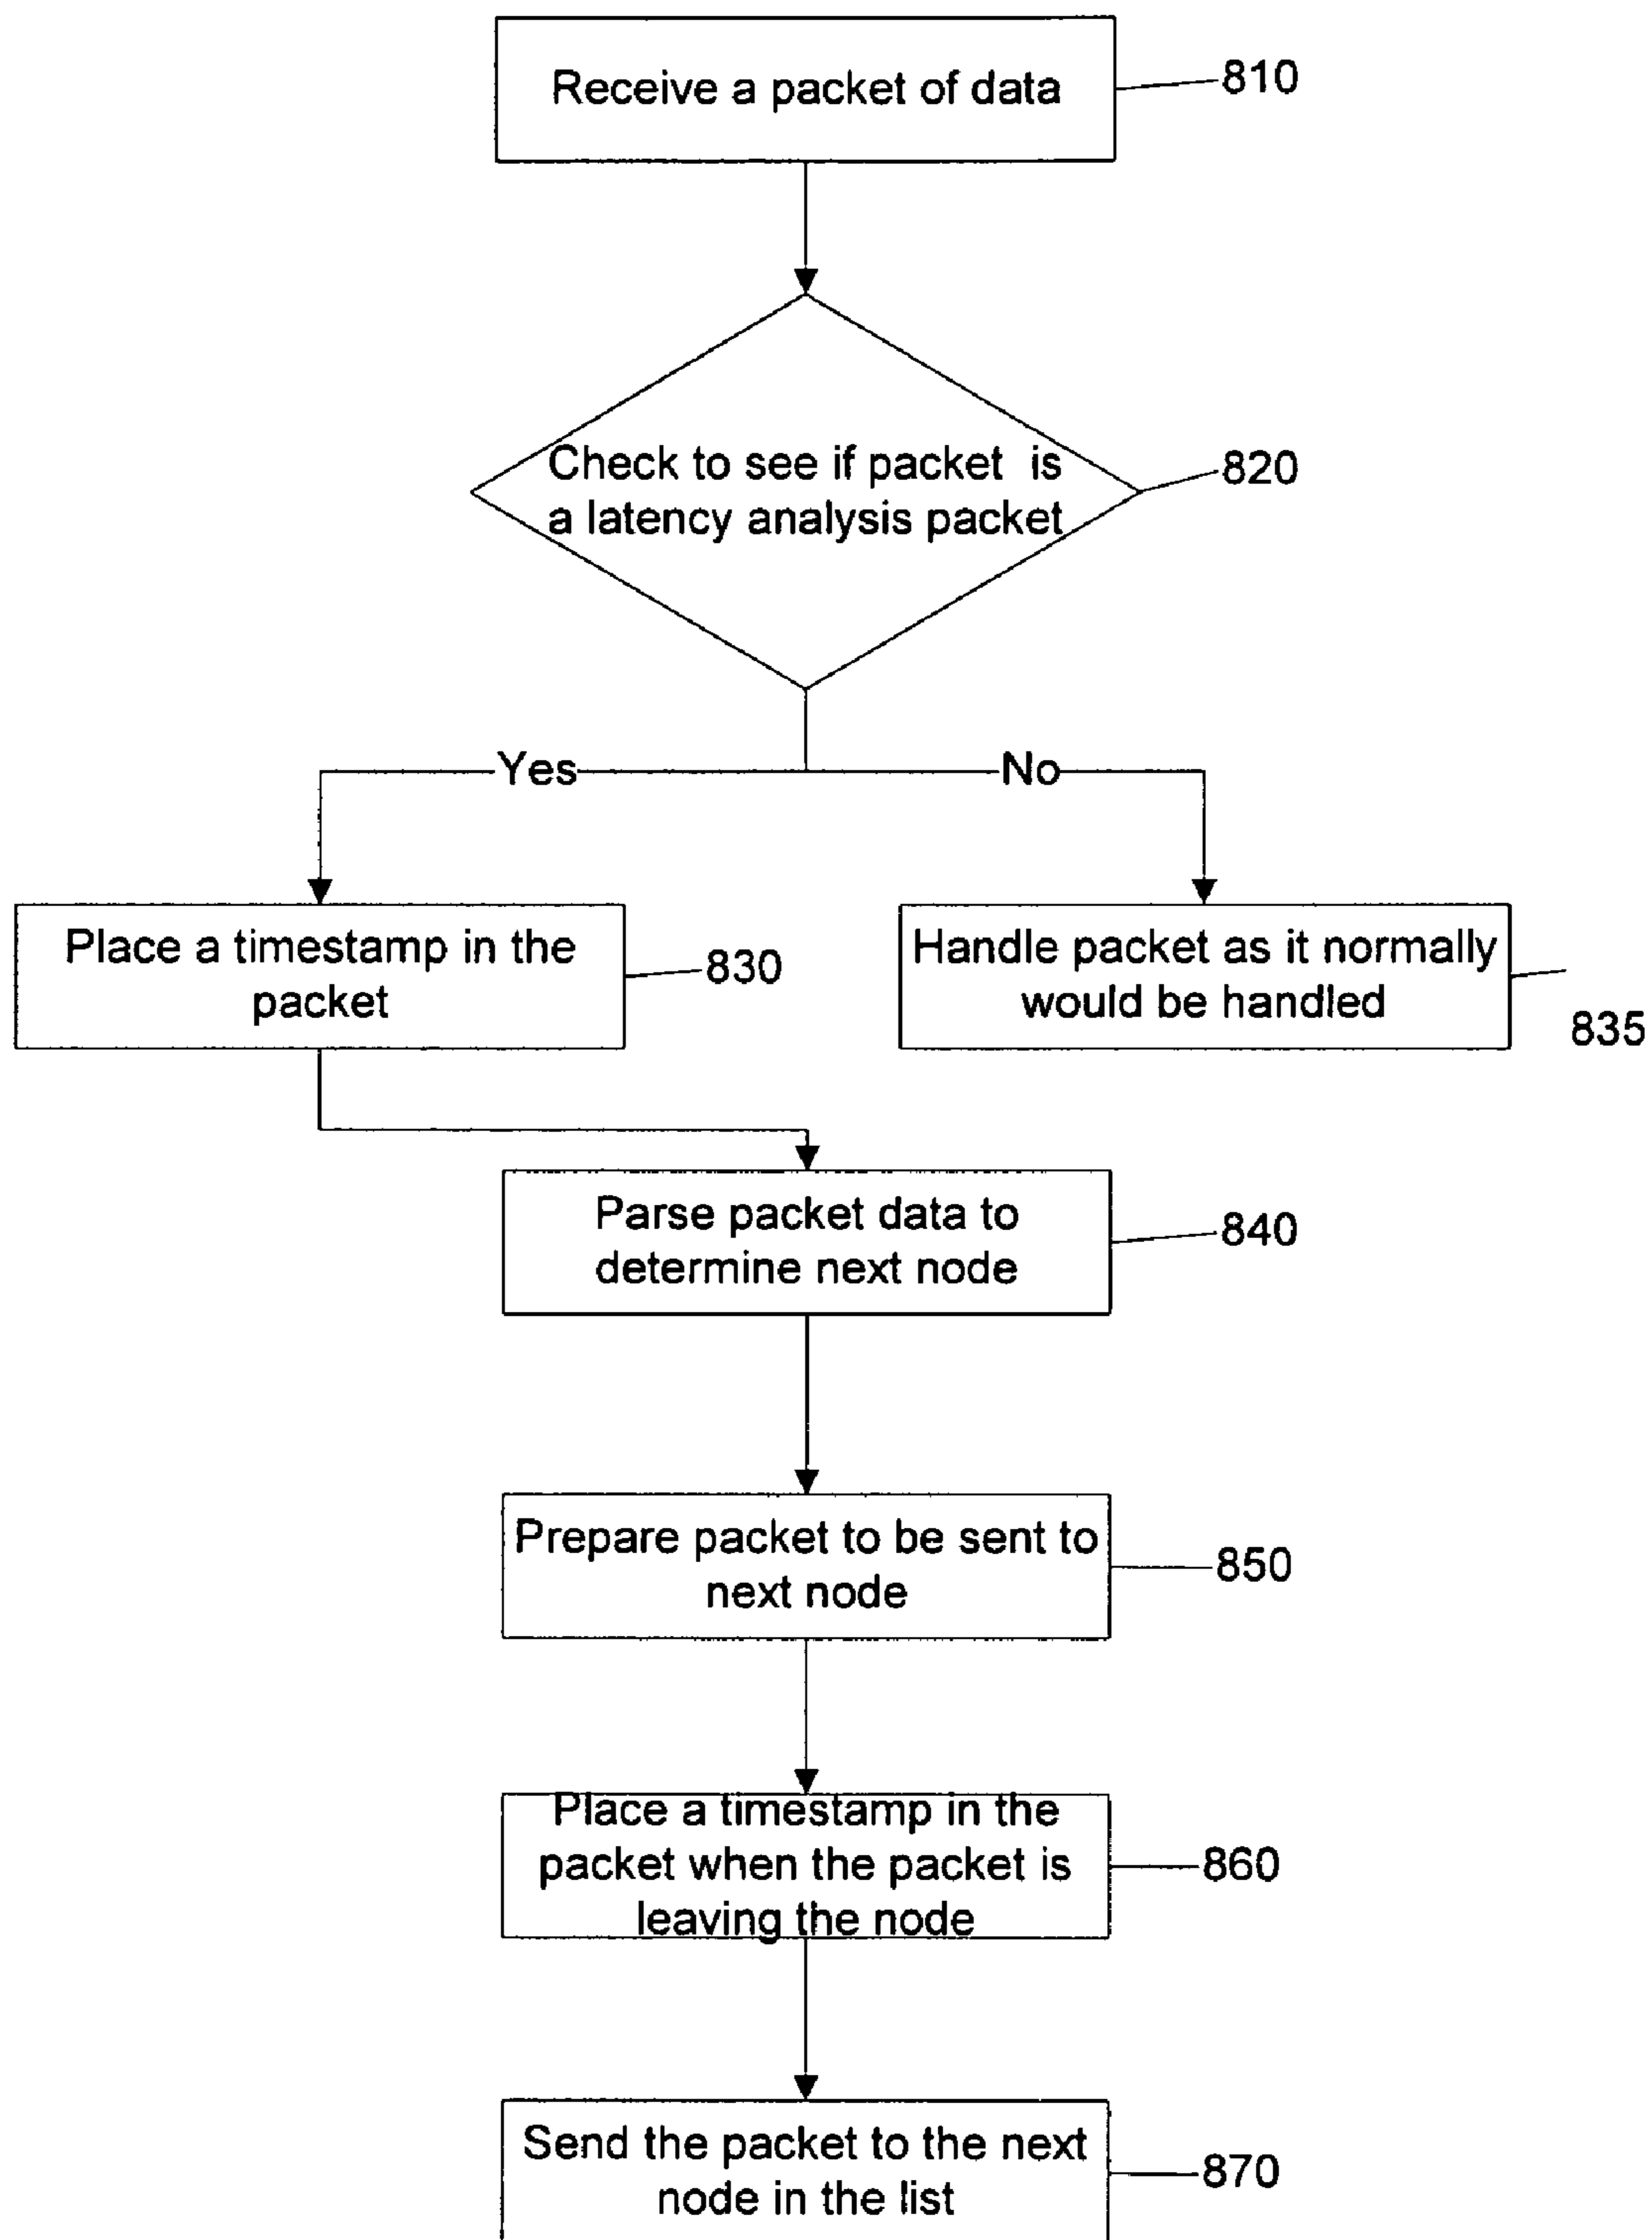 Receive a packet of data
810
Check to see if packet is
a latency analysis packet
820
Yes
No
Place a timestamp in the
packet
830
Handle packet as it normally
would be handled
835
Parse packet data to
determine next node
840
Prepare packet to be sent to
next node
850
Place a timestamp in the
packet when the packet is
leaving the node
860
Send the packet to the next
node in the list
870